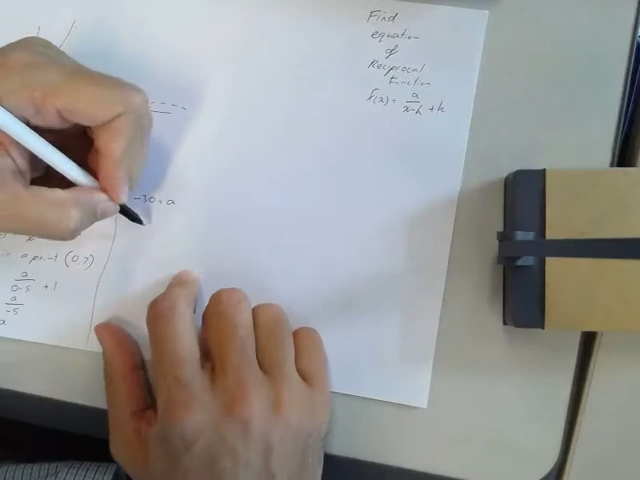 Find
equation
of
Reciprocal
Function
f(x) = a/(x-h) + k
-30 = a
a point (0,7)
a/(0-5) + 1
a/-5
a